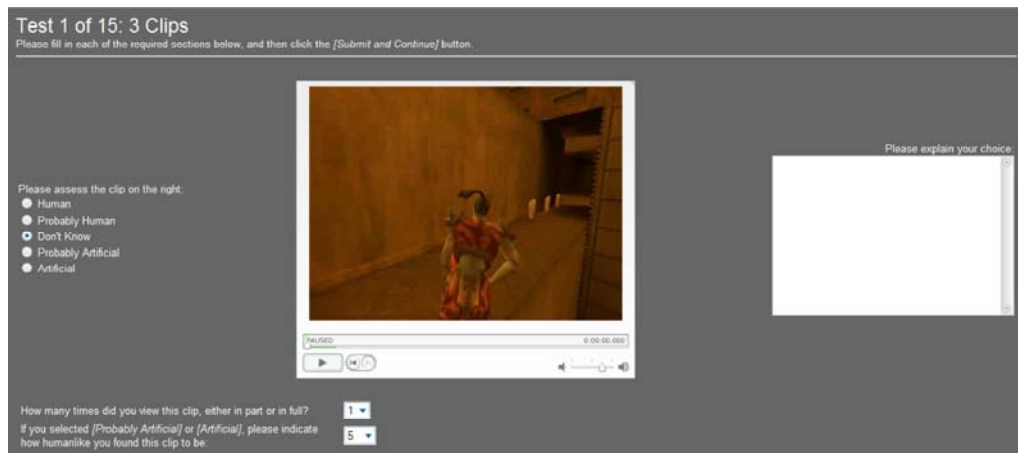 Test 1 of 15: 3 Clips
Please fill in each of the required sections below, and then click the [Submit and Continue] button.
Please explain your choice:
Please assess the clip on the right:
Human
Probably Human
Don't Know
Probably Artificial
Artificial
PAUSED 0:00:00.000
How many times did you view this clip, either in part or in full? 1
If you selected [Probably Artificial] or [Artificial], please indicate
how humanlike you found this clip to be: 5